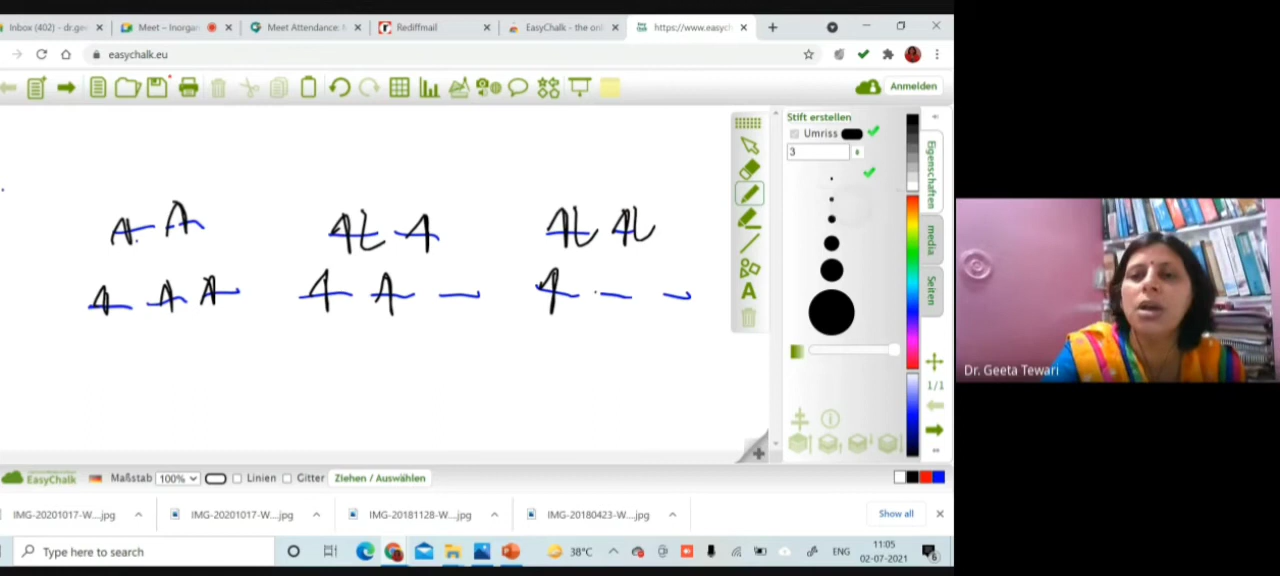 Inbox (402) - dr.gee
Meet – Inorgan
Meet Attendance:
Rediffmail
EasyChalk - the onl
https://www.easych
easychalk.eu
Anmelden
Stift erstellen
Umriss
3
Eigenschaften
media
Seiten
1/1
Dr. Geeta Tewari
EasyChalk
Maßstab 100% Linien Gitter Ziehen / Auswählen
IMG-20201017-W....jpg
IMG-20201017-W....jpg
IMG-20181128-W....jpg
IMG-20180423-W....jpg
Show all
Type here to search
38°C
ENG
11:05
02-07-2021